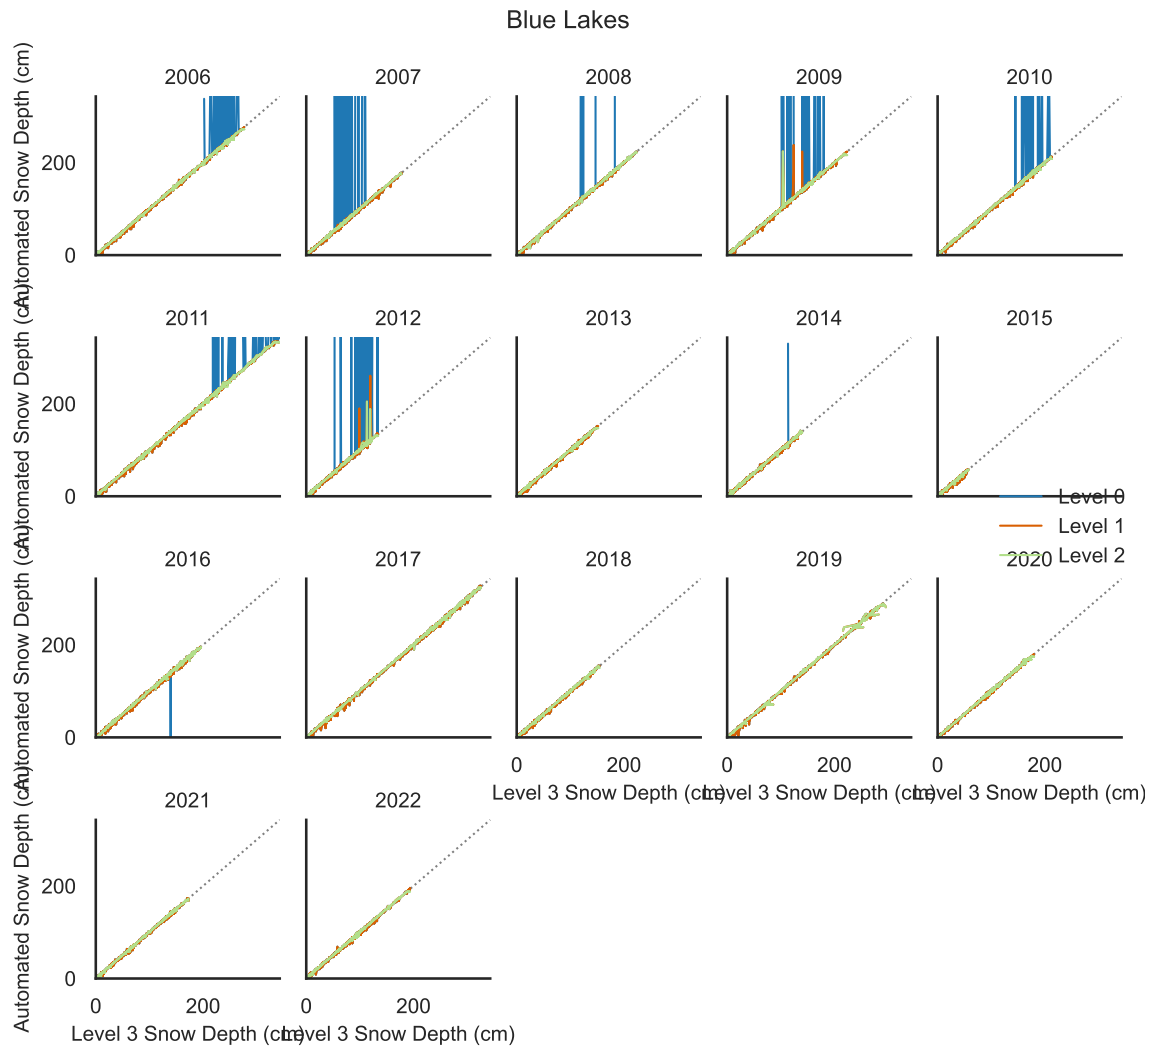 Blue Lakes
2006 2007 2008 2009 2010
Automated Snow Depth (cm)
200
0
2011 2012 2013 2014 2015
Automated Snow Depth (cm)
200
0
Level 0
Level 1
Level 2
2016 2017 2018 2019 2020
Automated Snow Depth (cm)
200
0
0 200 0 200 0 200
Level 3 Snow Depth (cm) Level 3 Snow Depth (cm) Level 3 Snow Depth (cm)
2021 2022
Automated Snow Depth (cm)
200
0
0 200 0 200
Level 3 Snow Depth (cm) Level 3 Snow Depth (cm)